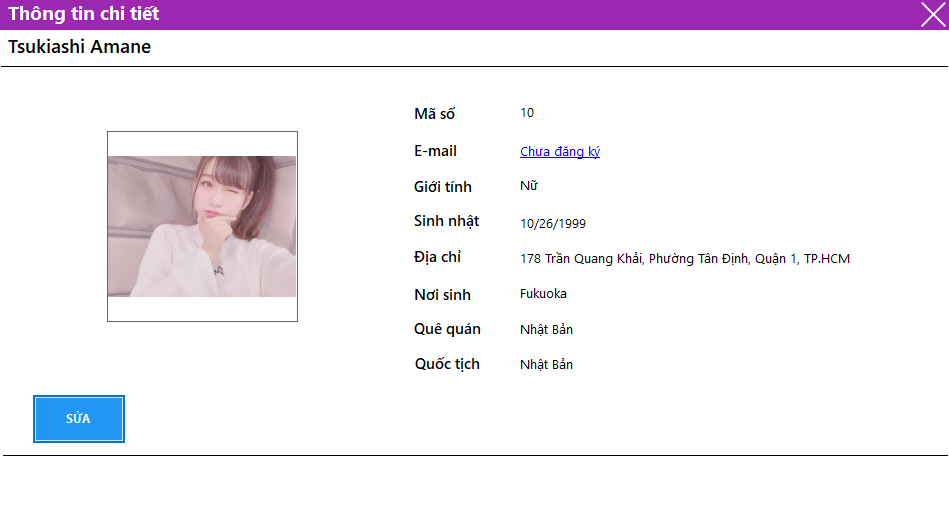 Thông tin chi tiết
Tsukiashi Amane
Mã số 10
E-mail Chưa đăng ký
Giới tính Nữ
Sinh nhật 10/26/1999
Địa chỉ 178 Trần Quang Khải, Phường Tân Định, Quận 1, TP.HCM
Nơi sinh Fukuoka
Quê quán Nhật Bản
Quốc tịch Nhật Bản
SỬA